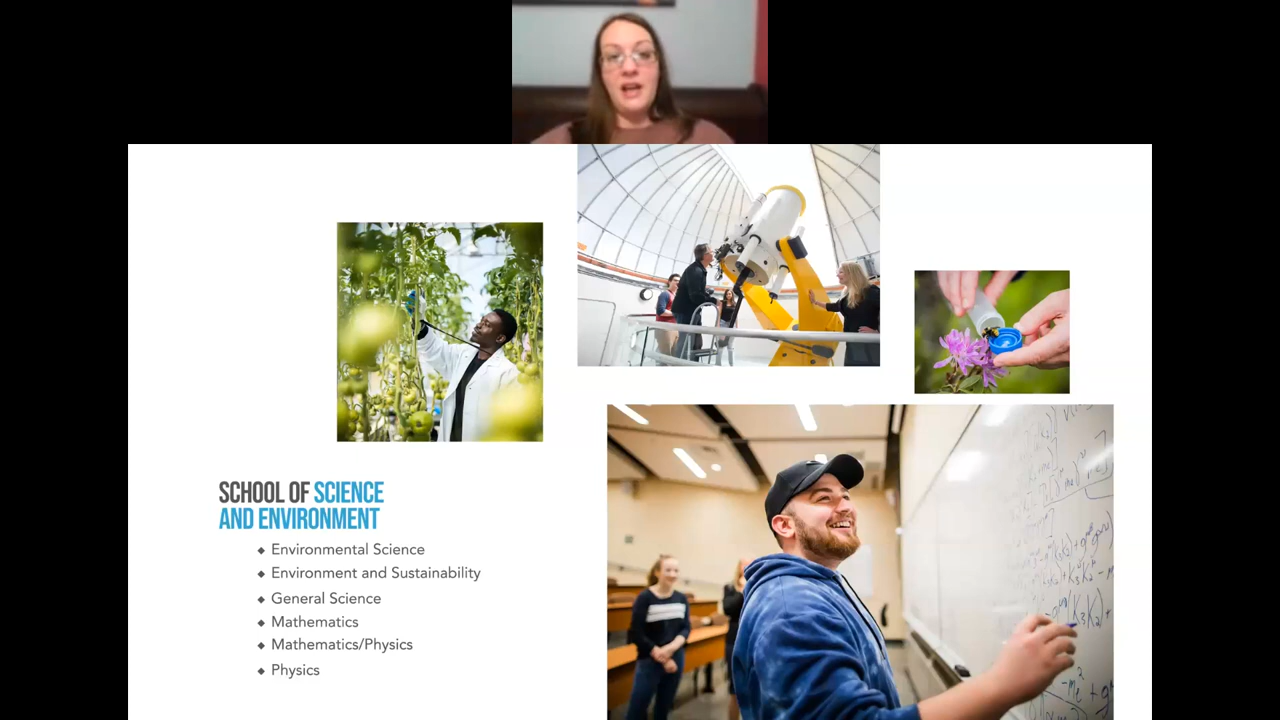 SCHOOL OF SCIENCE
AND ENVIRONMENT
◆ Environmental Science
◆ Environment and Sustainability
◆ General Science
◆ Mathematics
◆ Mathematics/Physics
◆ Physics